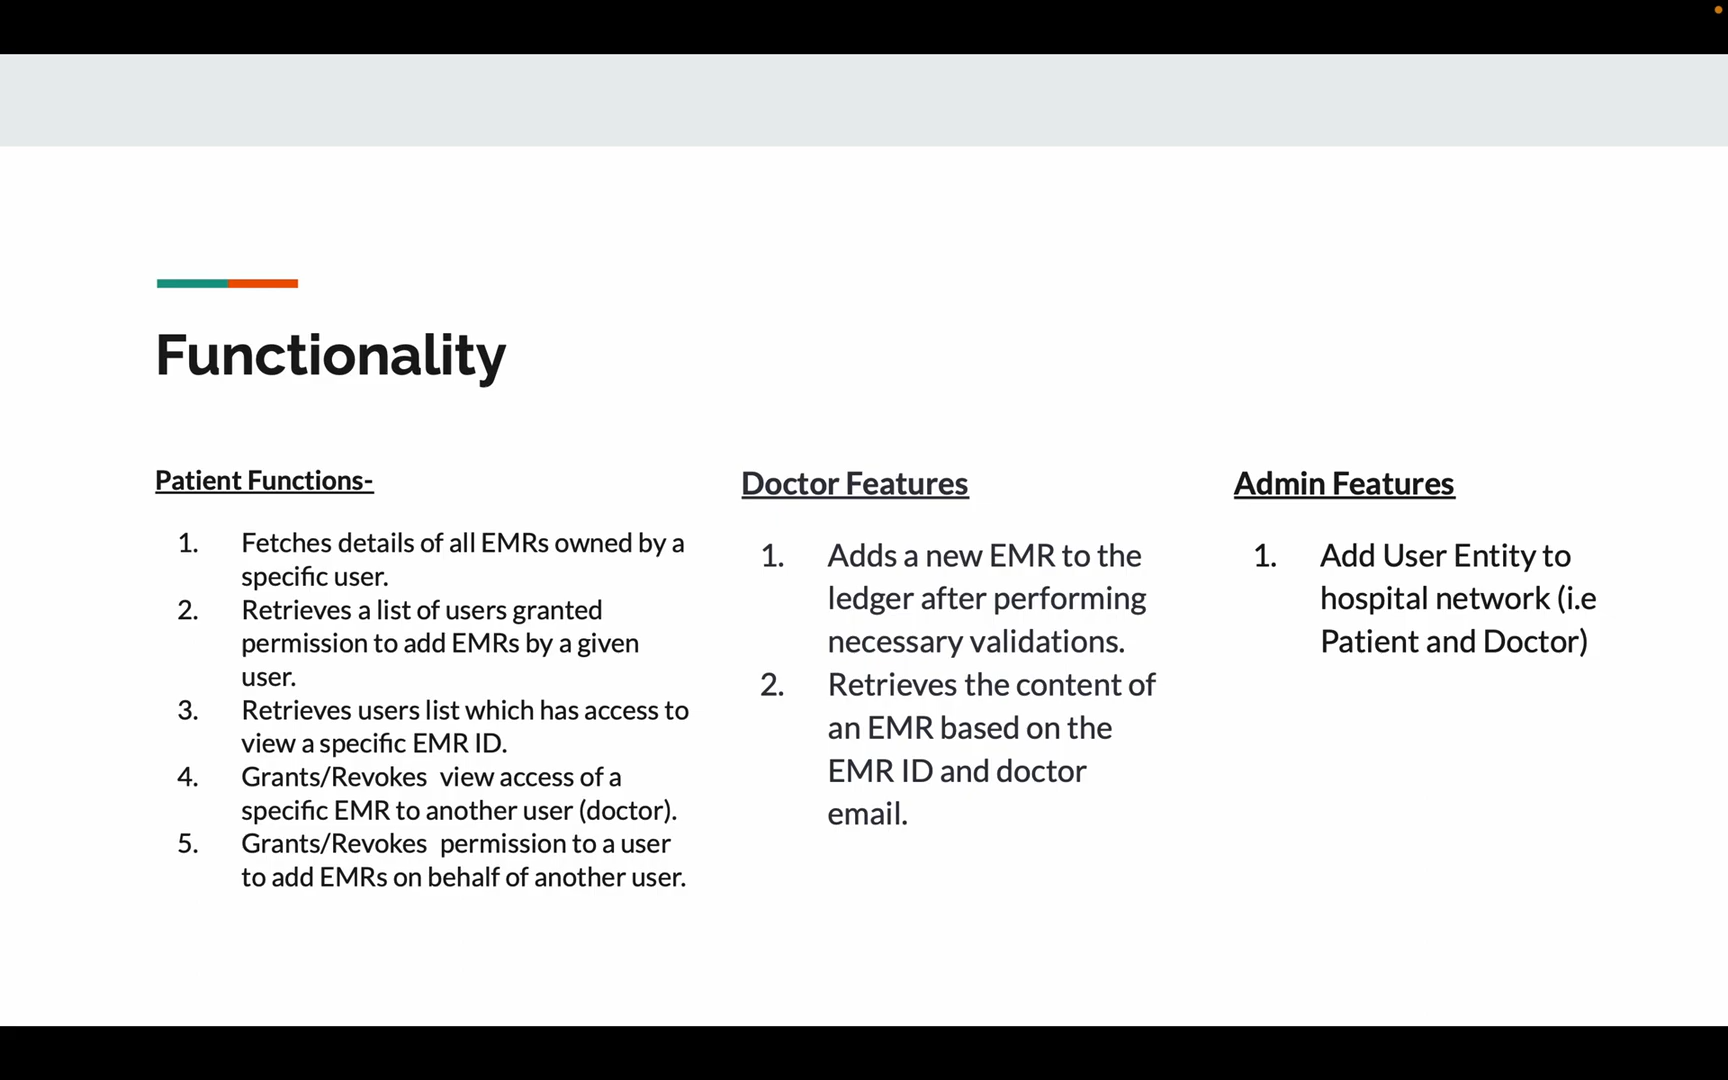 Functionality
Patient Functions-
1. Fetches details of all EMRs owned by a
specific user.
2. Retrieves a list of users granted
permission to add EMRs by a given
user.
3. Retrieves users list which has access to
view a specific EMR ID.
4. Grants/Revokes  view access of a
specific EMR to another user (doctor).
5. Grants/Revokes  permission to a user
to add EMRs on behalf of another user.
Doctor Features
1. Adds a new EMR to the
ledger after performing
necessary validations.
2. Retrieves the content of
an EMR based on the
EMR ID and doctor
email.
Admin Features
1. Add User Entity to
hospital network (i.e
Patient and Doctor)